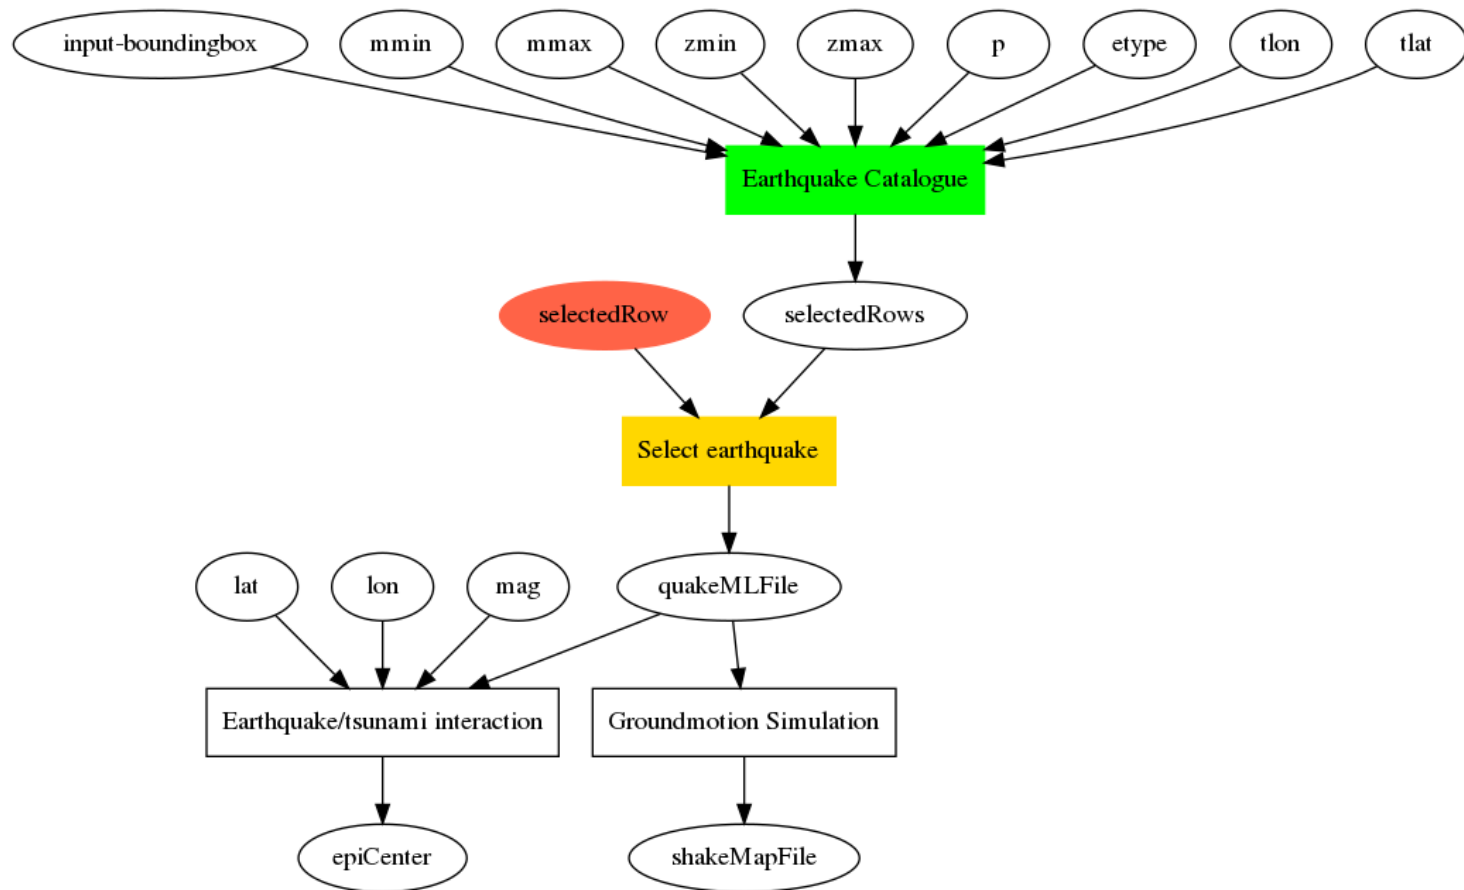 input-boundingbox
mmin
mmax
zmin
zmax
p
etype
tlon
tlat
Earthquake Catalogue
selectedRow
selectedRows
Select earthquake
lat
lon
mag
quakeMLFile
Earthquake/tsunami interaction
Groundmotion Simulation
epiCenter
shakeMapFile